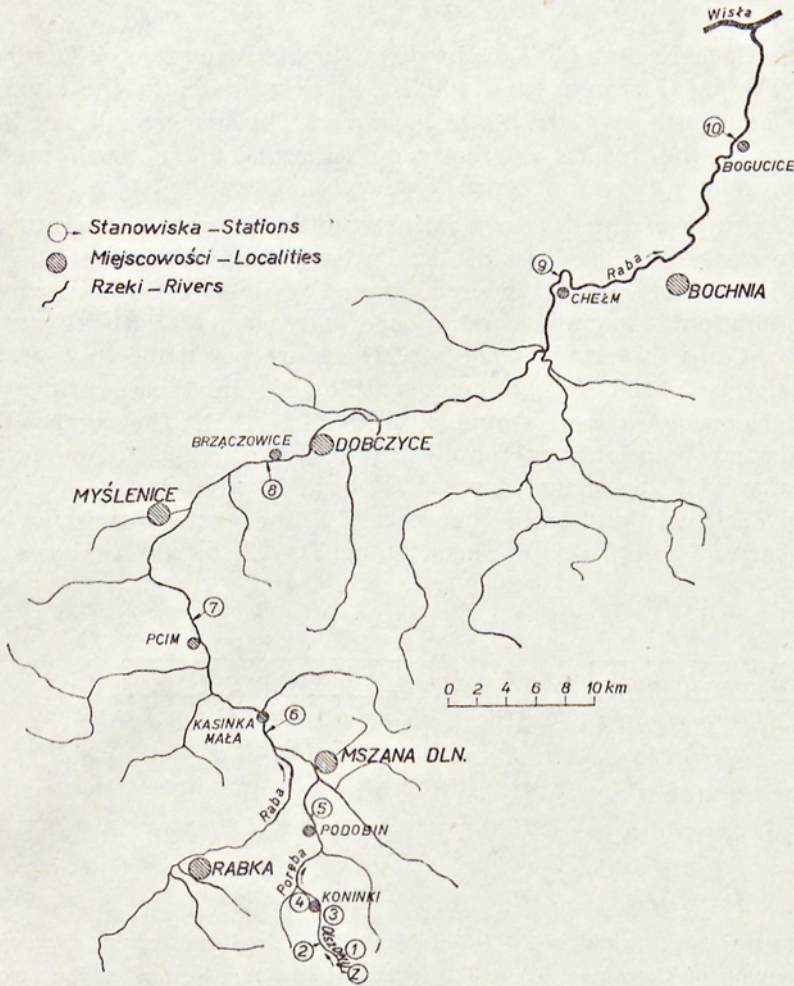 Wisła
10
BOGUCICE
Stanowiska – Stations
Miejscowości – Localities
Rzeki – Rivers
9
Raba
CHEŁM
BOCHNIA
BRZĄCZOWICE
DOBCZYCE
8
MYŚLENICE
7
PCIM
0 2 4 6 8 10 km
KASINKA
MAŁA
6
MSZANA DLN.
Raba
5
PODOBIN
RABKA
Poręba
KONINKI
4
3
2
1
Z